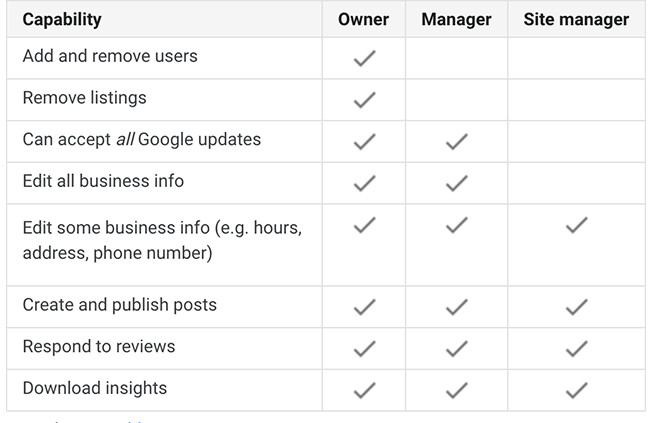 Capability Owner Manager Site manager
Add and remove users ✓
Remove listings ✓
Can accept all Google updates ✓ ✓
Edit all business info ✓ ✓
Edit some business info (e.g. hours, ✓ ✓ ✓
address, phone number)
Create and publish posts ✓ ✓ ✓
Respond to reviews ✓ ✓ ✓
Download insights ✓ ✓ ✓